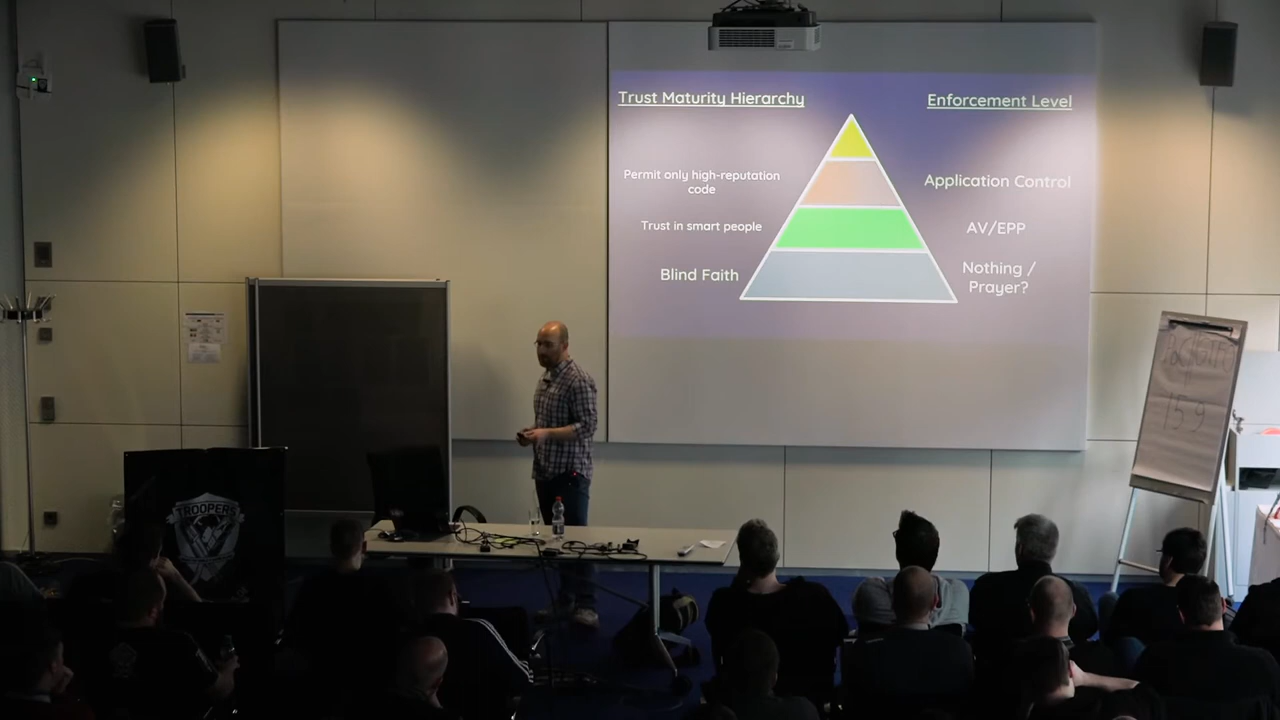 Trust Maturity Hierarchy
Enforcement Level
Permit only high-reputation
code
Application Control
Trust in smart people
AV/EPP
Blind Faith
Nothing /
Prayer?
TROOPERS
159